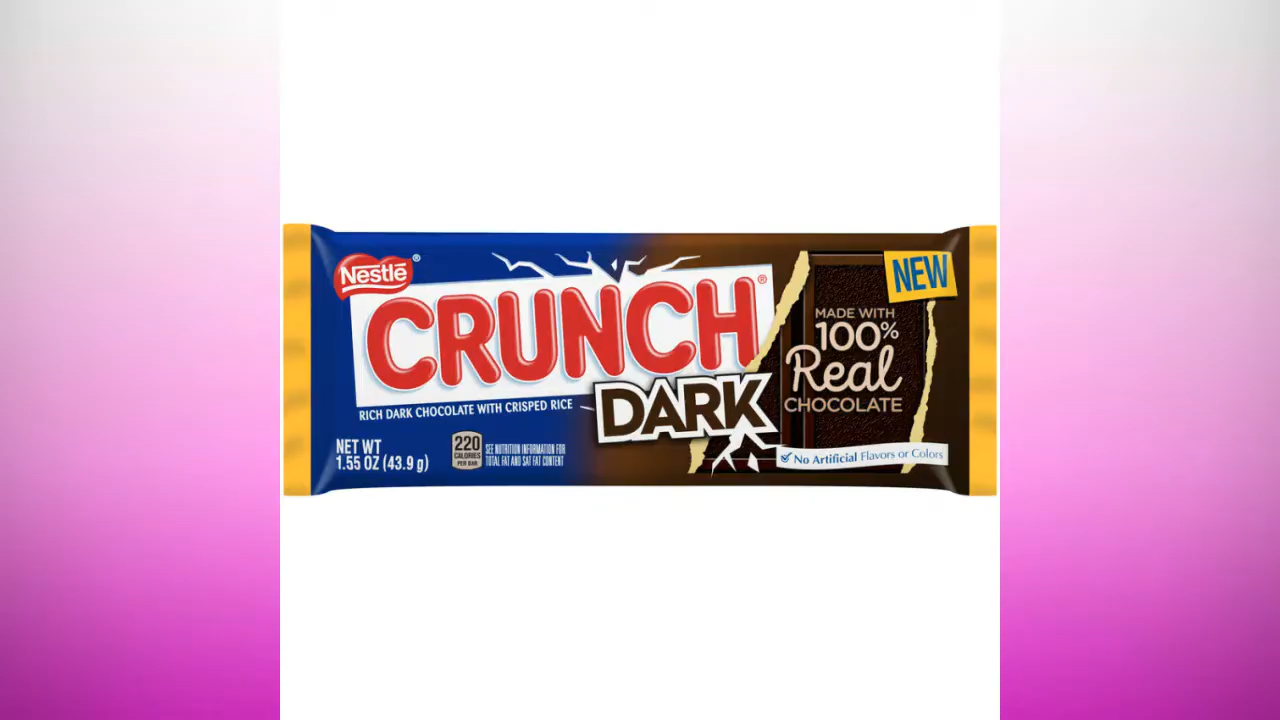 Nestlé®
CRUNCH®
DARK
RICH DARK CHOCOLATE WITH CRISPED RICE
NET WT
1.55 OZ (43.9 g)
220
CALORIES
PER BAR
SEE NUTRITION INFORMATION FOR
TOTAL FAT AND SAT FAT CONTENT
NEW
MADE WITH
100%
Real
CHOCOLATE
No Artificial Flavors or Colors